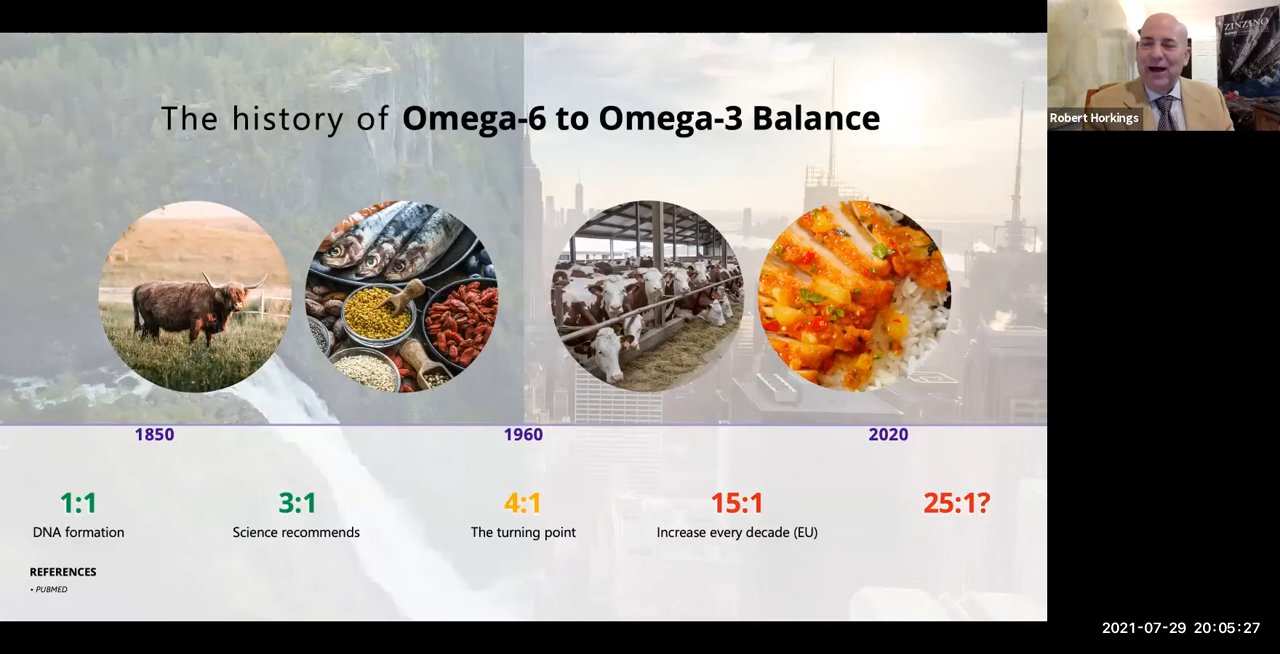 The history of Omega-6 to Omega-3 Balance
ZINZINO
Robert Horkings
1850
1960
2020
1:1
3:1
4:1
15:1
25:1?
DNA formation
Science recommends
The turning point
Increase every decade (EU)
REFERENCES
• PUBMED
2021-07-29 20:05:27